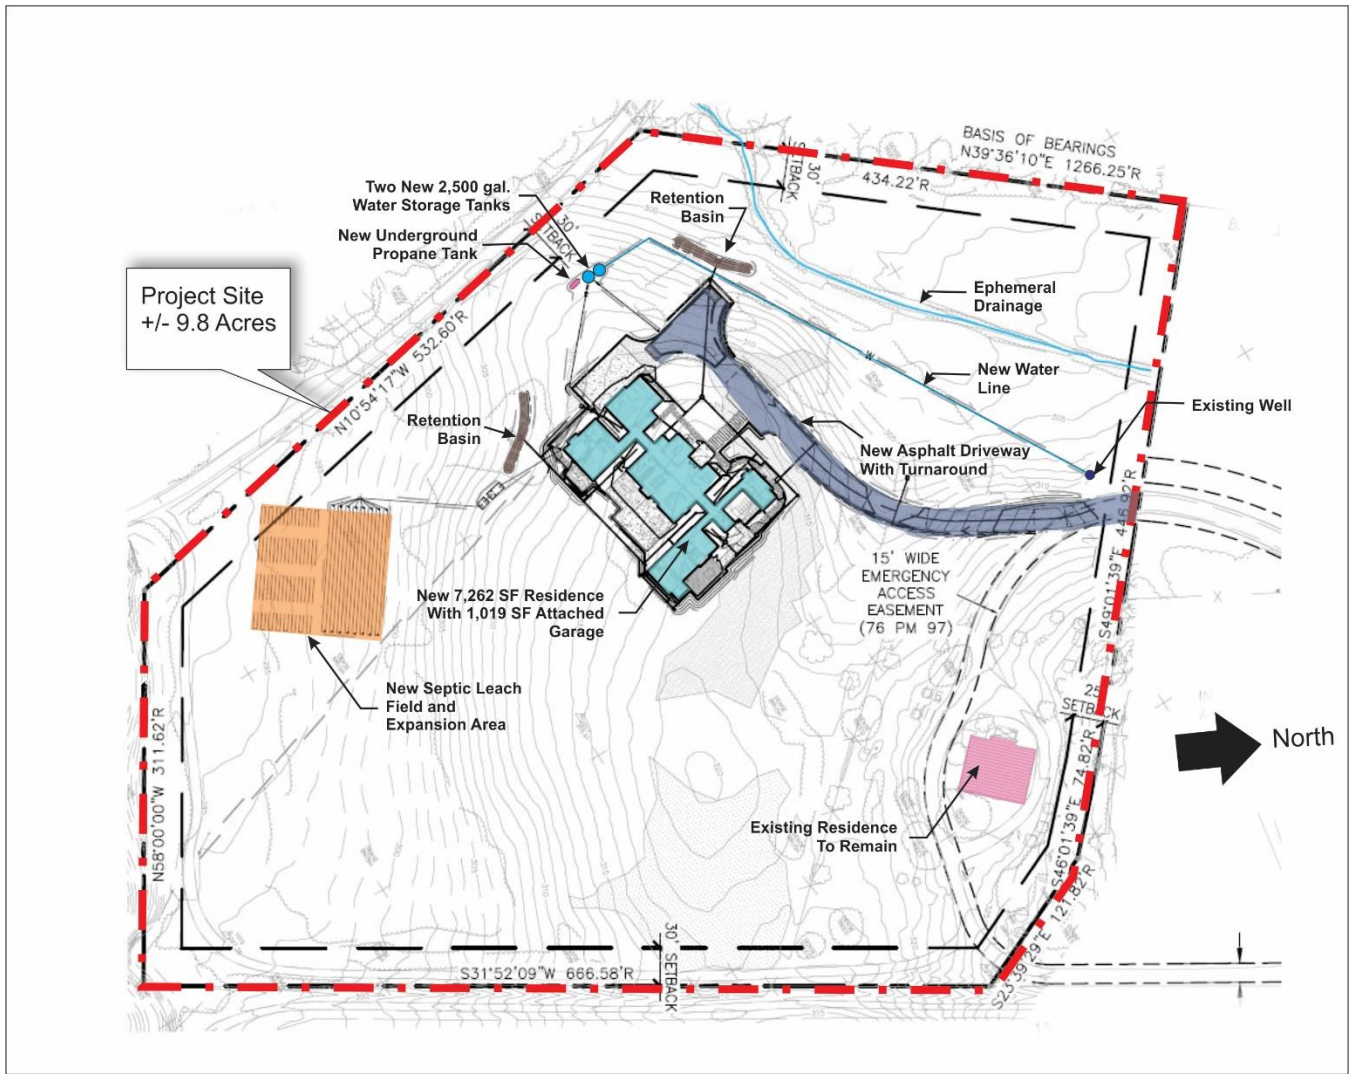 BASIS OF BEARINGS
N39°36'10"E 1266.25'R
434.22'R
30'
SETBACK
Two New 2,500 gal.
Water Storage Tanks
Retention
Basin
30'
SETBACK
New Underground
Propane Tank
Project Site
+/- 9.8 Acres
Ephemeral
Drainage
N10°54'17"W 532.60'R
W
New Water
Line
Existing Well
Retention
Basin
New Asphalt Driveway
With Turnaround
S49°01'39"E 446.92'R
15' WIDE
EMERGENCY
ACCESS
EASEMENT
(76 PM 97)
New 7,262 SF Residence
With 1,019 SF Attached
Garage
New Septic Leach
Field and
Expansion Area
25'
SETBACK
North
N58°00'00"W 311.62'R
S46°01'39"E 74.82'R
Existing Residence
To Remain
S23°39'29"E 121.82'R
30' SETBACK
S31°52'09"W 666.58'R